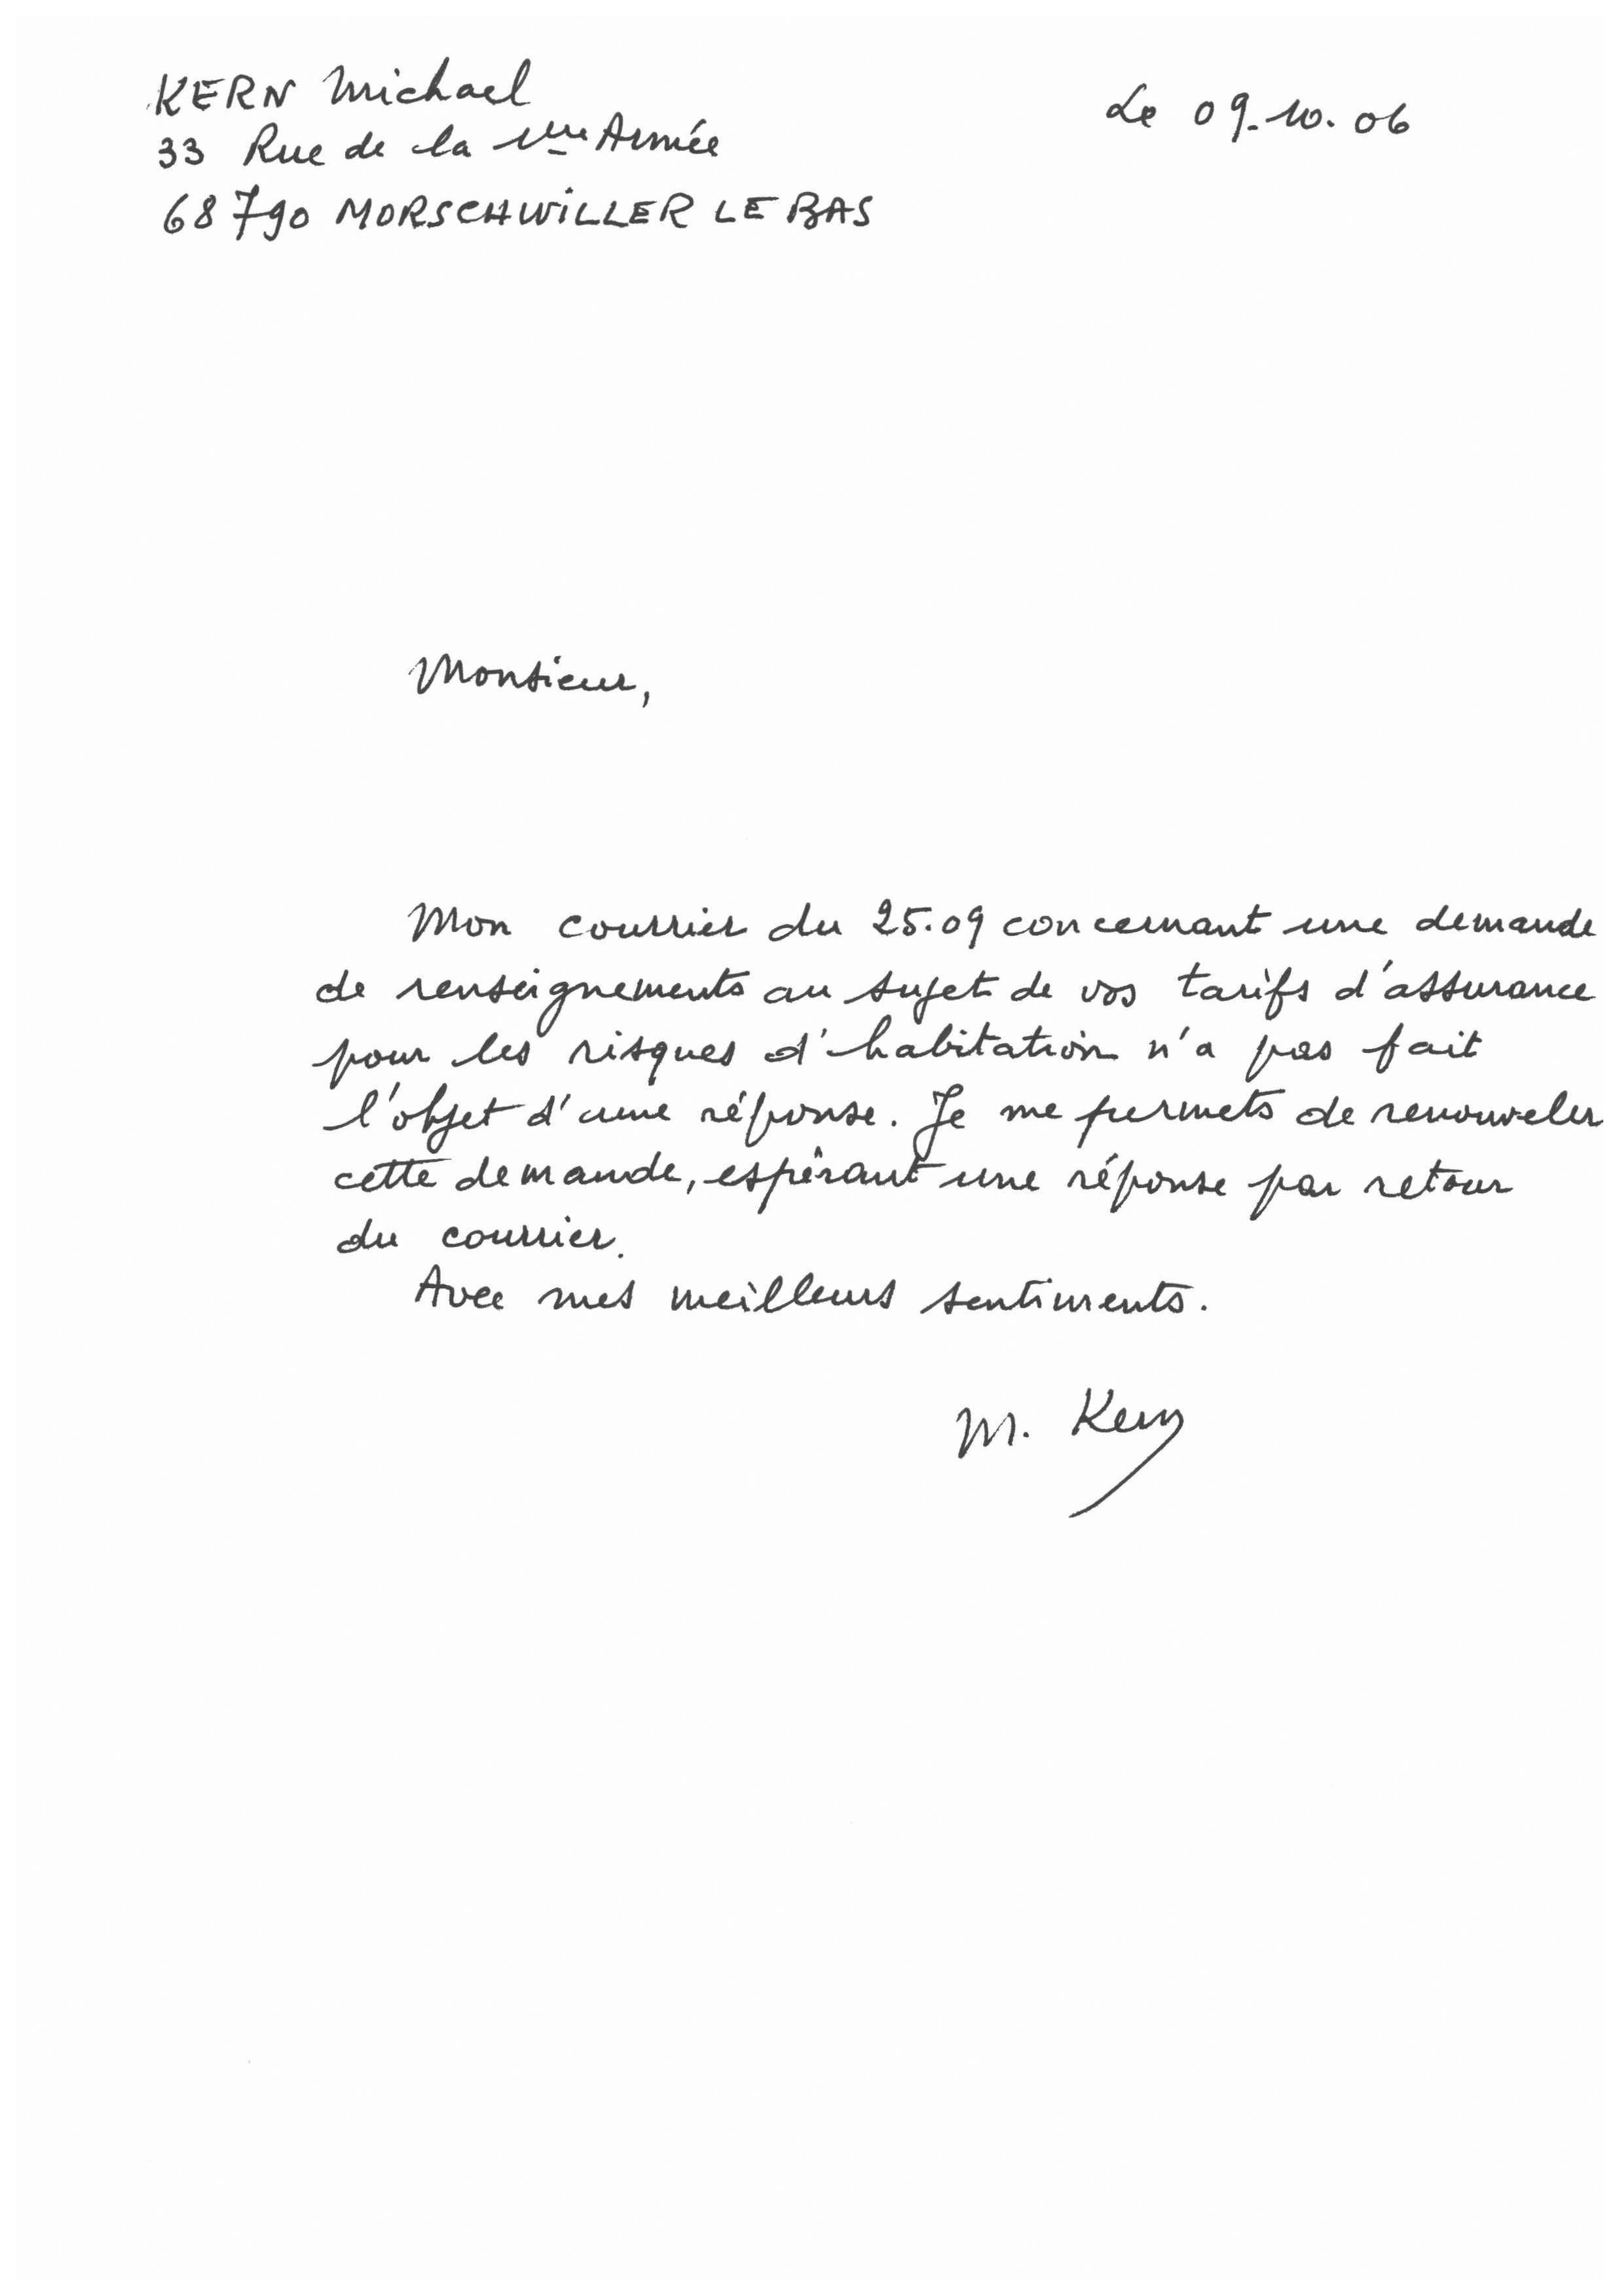 KERN Michael
Le 09.10.06
33 Rue de la 1ère Armée
68790 MORSCHWILLER LE BAS
Monsieur,
Mon courrier du 25.09 concernant une demande
de renseignements au sujet de vos tarifs d'assurance
pour les risques d'habitation n'a pas fait
l'objet d'une réponse. Je me permets de renouveler
cette demande, espérant une réponse par retour
du courrier.
Avec mes meilleurs sentiments.
M. Kern